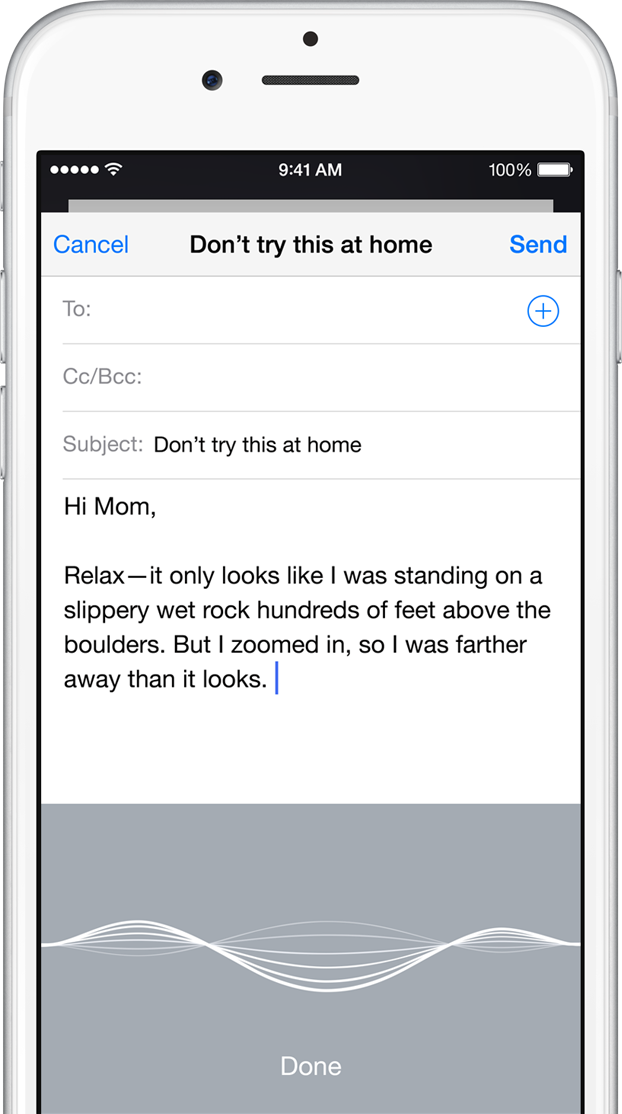 9:41 AM 100%
Cancel Don’t try this at home Send
To:
Cc/Bcc:
Subject: Don’t try this at home
Hi Mom,
Relax—it only looks like I was standing on a
slippery wet rock hundreds of feet above the
boulders. But I zoomed in, so I was farther
away than it looks.
Done